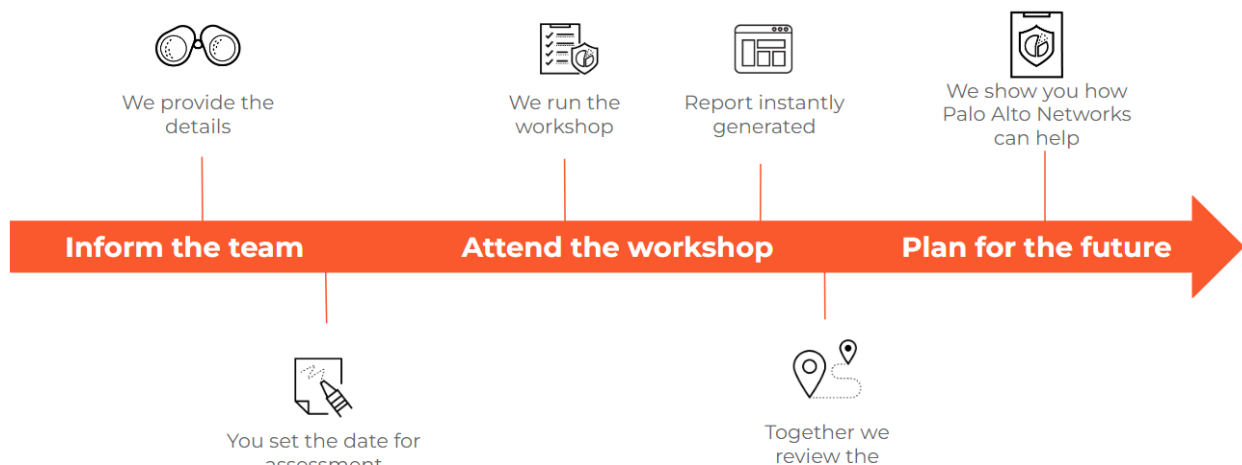 We provide the
details
We run the
workshop
Report instantly
generated
We show you how
Palo Alto Networks
can help
Inform the team
Attend the workshop
Plan for the future
You set the date for
assessment
Together we
review the